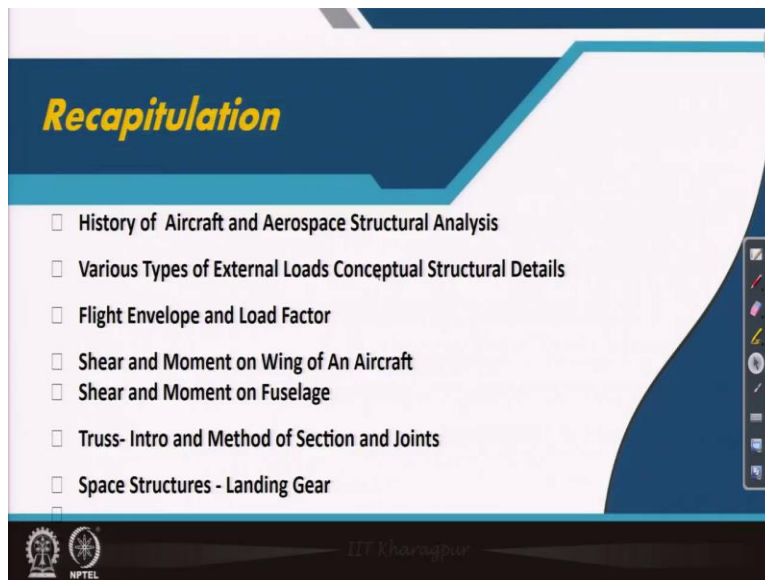 Recapitulation
History of Aircraft and Aerospace Structural Analysis
Various Types of External Loads Conceptual Structural Details
Flight Envelope and Load Factor
Shear and Moment on Wing of An Aircraft
Shear and Moment on Fuselage
Truss- Intro and Method of Section and Joints
Space Structures - Landing Gear
IIT Kharagpur
NPTEL